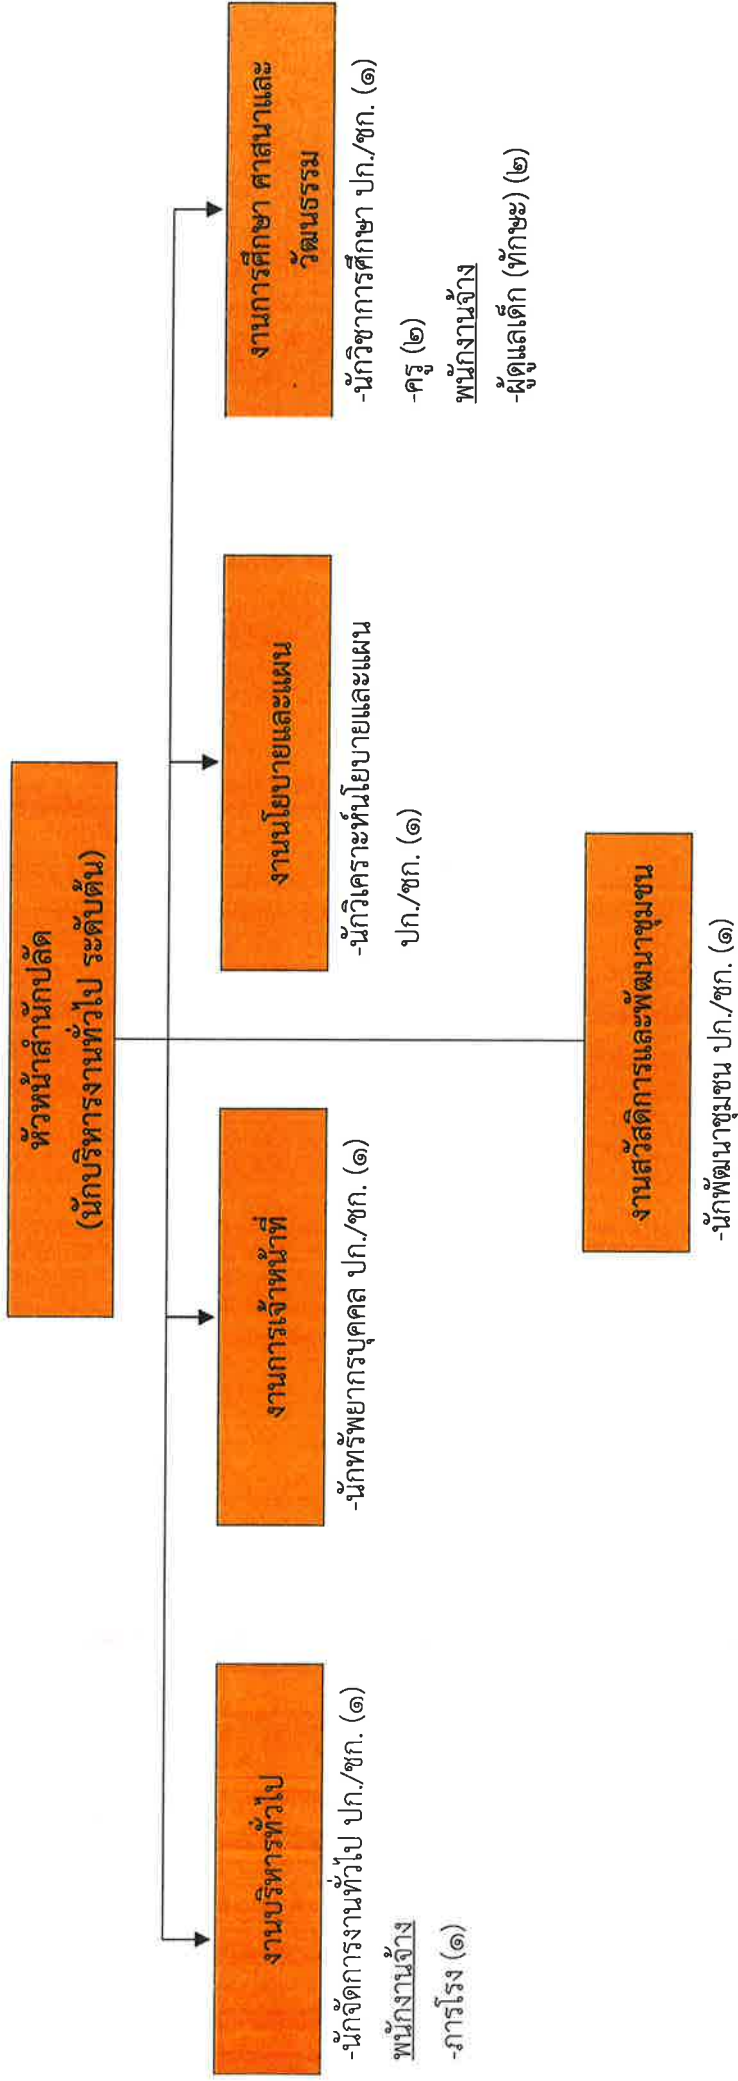 หัวหน้าสำนักปลัด
(นักบริหารงานทั่วไป ระดับต้น)
งานบริหารทั่วไป
-นักจัดการงานทั่วไป ปก./ชก. (๑)
พนักงานจ้าง
-ภารโรง (๑)
งานการเจ้าหน้าที่
-นักทรัพยากรบุคคล ปก./ชก. (๑)
งานนโยบายและแผน
-นักวิเคราะห์นโยบายและแผน
ปก./ชก. (๑)
งานการศึกษา ศาสนาและ
วัฒนธรรม
-นักวิชาการศึกษา ปก./ชก. (๑)
-ครู (๒)
พนักงานจ้าง
-ผู้ดูแลเด็ก (ทักษะ) (๒)
งานสวัสดิการและพัฒนาชุมชน
-นักพัฒนาชุมชน ปก./ชก. (๑)